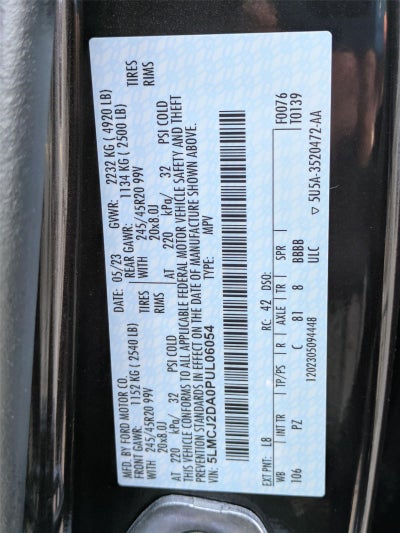 MFD. BY FORD MOTOR CO.
DATE: 05/23 GVWR: 2232 KG ( 4920 LB)
FRONT GAWR: 1152 KG (2540 LB) REAR GAWR: 1134 KG ( 2500 LB)
WITH 245/45R20 99V TIRES WITH 245/45R20 99V TIRES
20x8.0J RIMS 20x8.0J RIMS
AT 220 kPa/ 32 PSI COLD AT 220 kPa/ 32 PSI COLD
THIS VEHICLE CONFORMS TO ALL APPLICABLE FEDERAL MOTOR VEHICLE SAFETY AND THEFT
PREVENTION STANDARDS IN EFFECT ON THE DATE OF MANUFACTURE SHOWN ABOVE.
VIN: 5LMCJ2DA0PUL06054 TYPE: MPV
F0076
T0139
EXT PNT: L8 RC: 42 DSO:
WB INT TR TP/PS R AXLE TR SPR
106 PZ C 81 8 BBBB
1202305094448 ULC
▽ 5U5A-3520472-AA